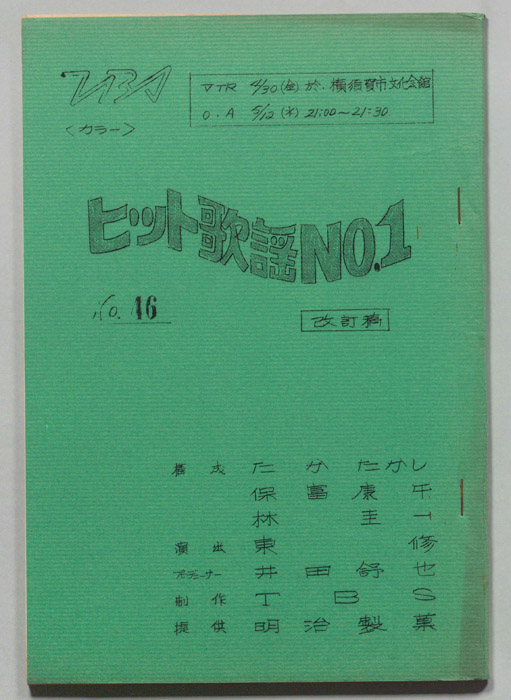 TBS
〈カラー〉
VTR 4/30(金) 於、横須賀市文化会館
O.A 5/12(水) 21:00〜21:30
ヒット歌謡NO.1
No. 16
改訂稿
構成 たかたかし
保富康午
林圭一
演出 東修
プロデューサー 井田舒也
制作 TBS
提供 明治製菓